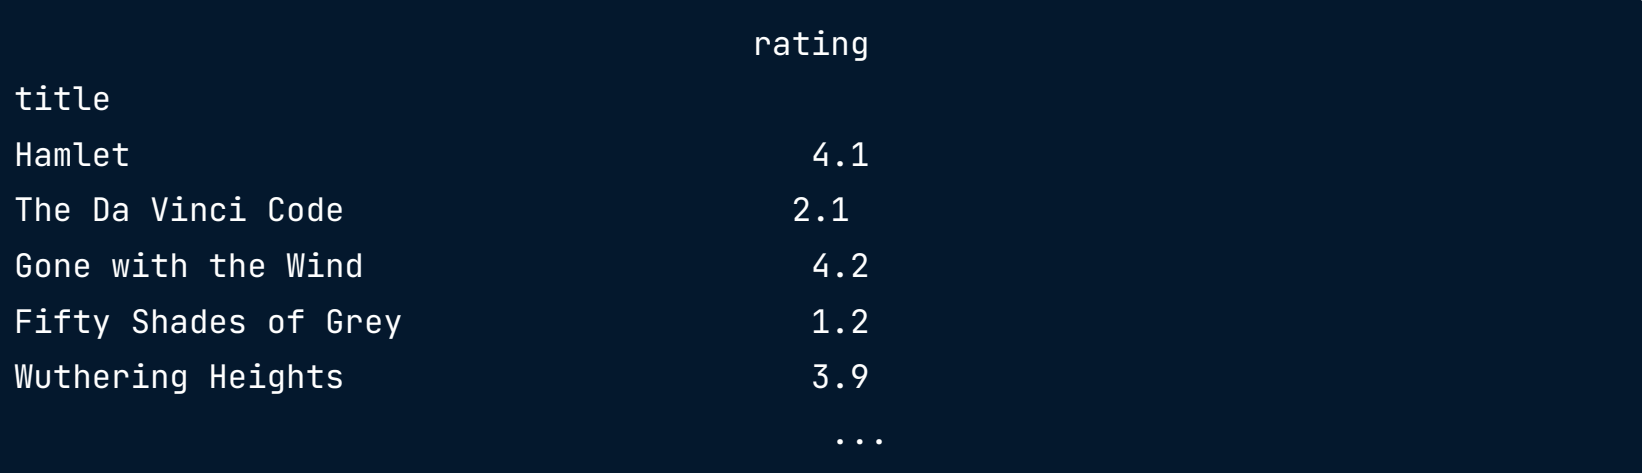 rating
title
Hamlet 4.1
The Da Vinci Code 2.1
Gone with the Wind 4.2
Fifty Shades of Grey 1.2
Wuthering Heights 3.9
...